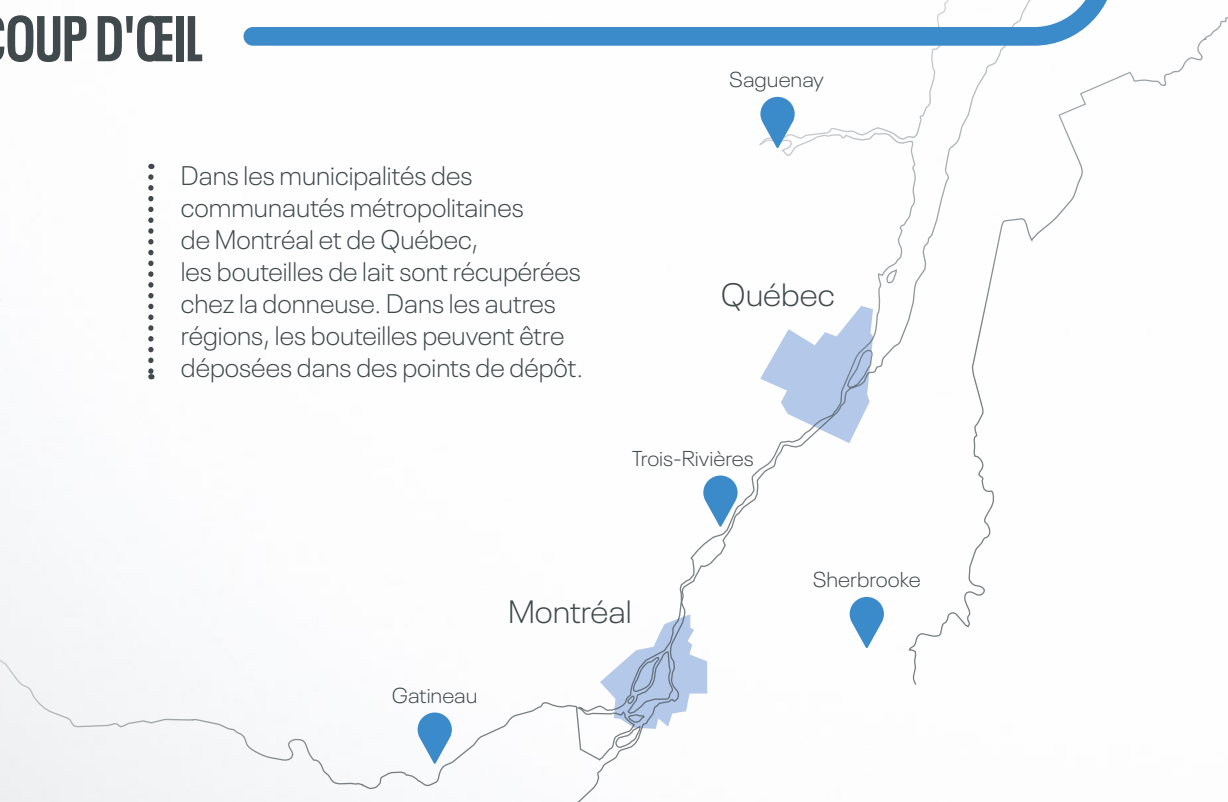 COUP D'ŒIL
Saguenay
Dans les municipalités des
communautés métropolitaines
de Montréal et de Québec,
les bouteilles de lait sont récupérées
chez la donneuse. Dans les autres
régions, les bouteilles peuvent être
déposées dans des points de dépôt.
Québec
Trois-Rivières
Sherbrooke
Montréal
Gatineau